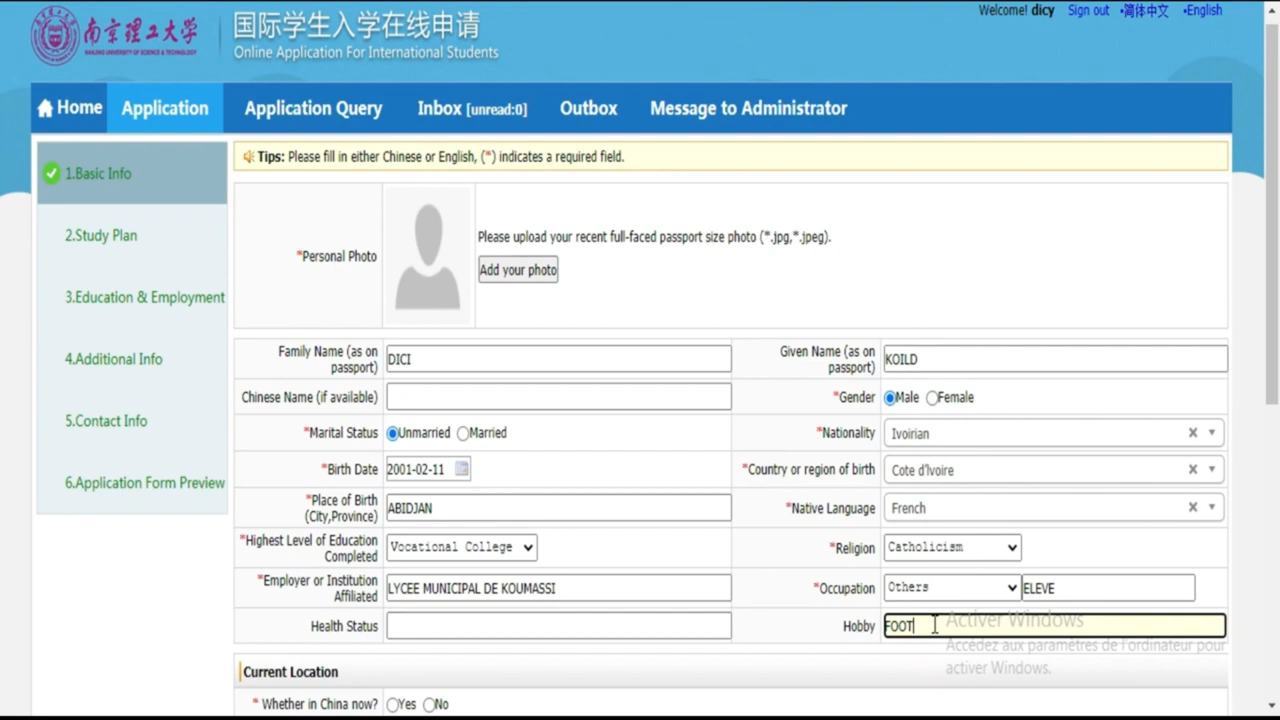 Welcome! dicy Sign out •简体中文 •English
南京理工大学
NANJING UNIVERSITY OF SCIENCE & TECHNOLOGY
国际学生入学在线申请
Online Application For International Students
Home Application Application Query Inbox [unread:0] Outbox Message to Administrator
1.Basic Info
2.Study Plan
3.Education & Employment
4.Additional Info
5.Contact Info
6.Application Form Preview
Tips: Please fill in either Chinese or English, (*) indicates a required field.
*Personal Photo
Please upload your recent full-faced passport size photo (*.jpg,*.jpeg).
Add your photo
Family Name (as on passport) DICI Given Name (as on passport) KOILD
Chinese Name (if available) *Gender Male Female
*Marital Status Unmarried Married *Nationality Ivoirian
*Birth Date 2001-02-11 *Country or region of birth Cote d'Ivoire
*Place of Birth (City,Province) ABIDJAN *Native Language French
*Highest Level of Education Completed Vocational College *Religion Catholicism
*Employer or Institution Affiliated LYCEE MUNICIPAL DE KOUMASSI *Occupation Others ELEVE
Health Status Hobby FOOT
Activer Windows
Accédez aux paramètres de l'ordinateur pour
activer Windows.
Current Location
* Whether in China now? Yes No